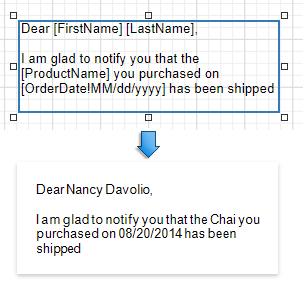 Dear [FirstName] [LastName],
I am glad to notify you that the
[ProductName] you purchased on
[OrderDate!MM/dd/yyyy] has been shipped
Dear Nancy Davolio,
I am glad to notify you that the Chai you
purchased on 08/20/2014 has been
shipped